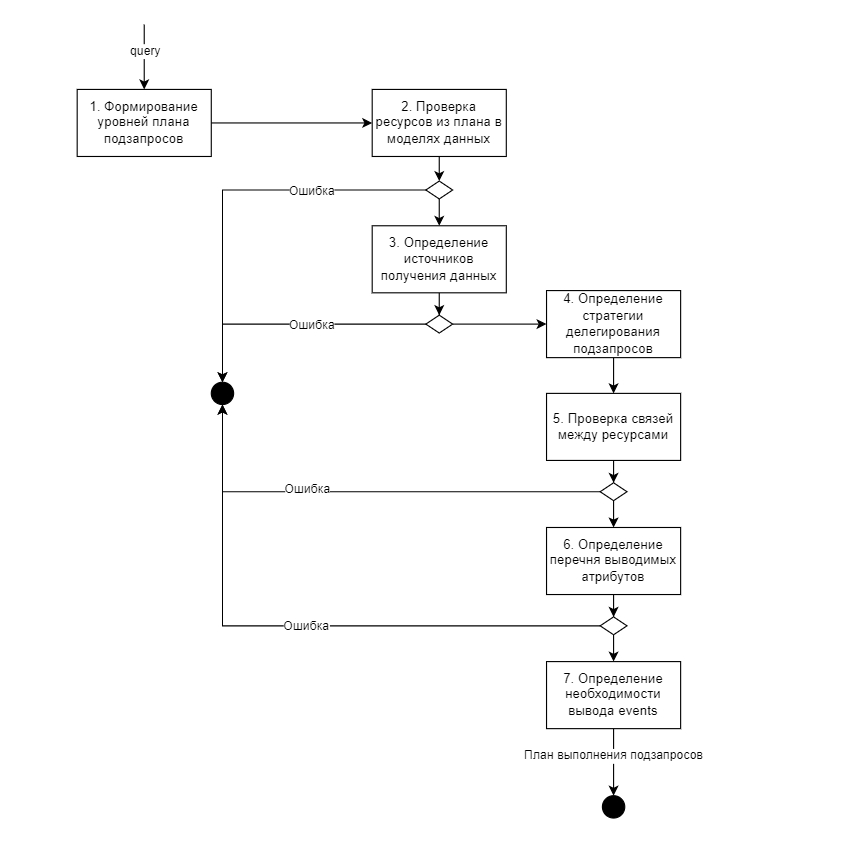 query
1. Формирование
уровней плана
подзапросов
2. Проверка
ресурсов из плана в
моделях данных
Ошибка
3. Определение
источников
получения данных
Ошибка
4. Определение
стратегии
делегирования
подзапросов
5. Проверка связей
между ресурсами
Ошибка
6. Определение
перечня выводимых
атрибутов
Ошибка
7. Определение
необходимости
вывода events
План выполнения подзапросов